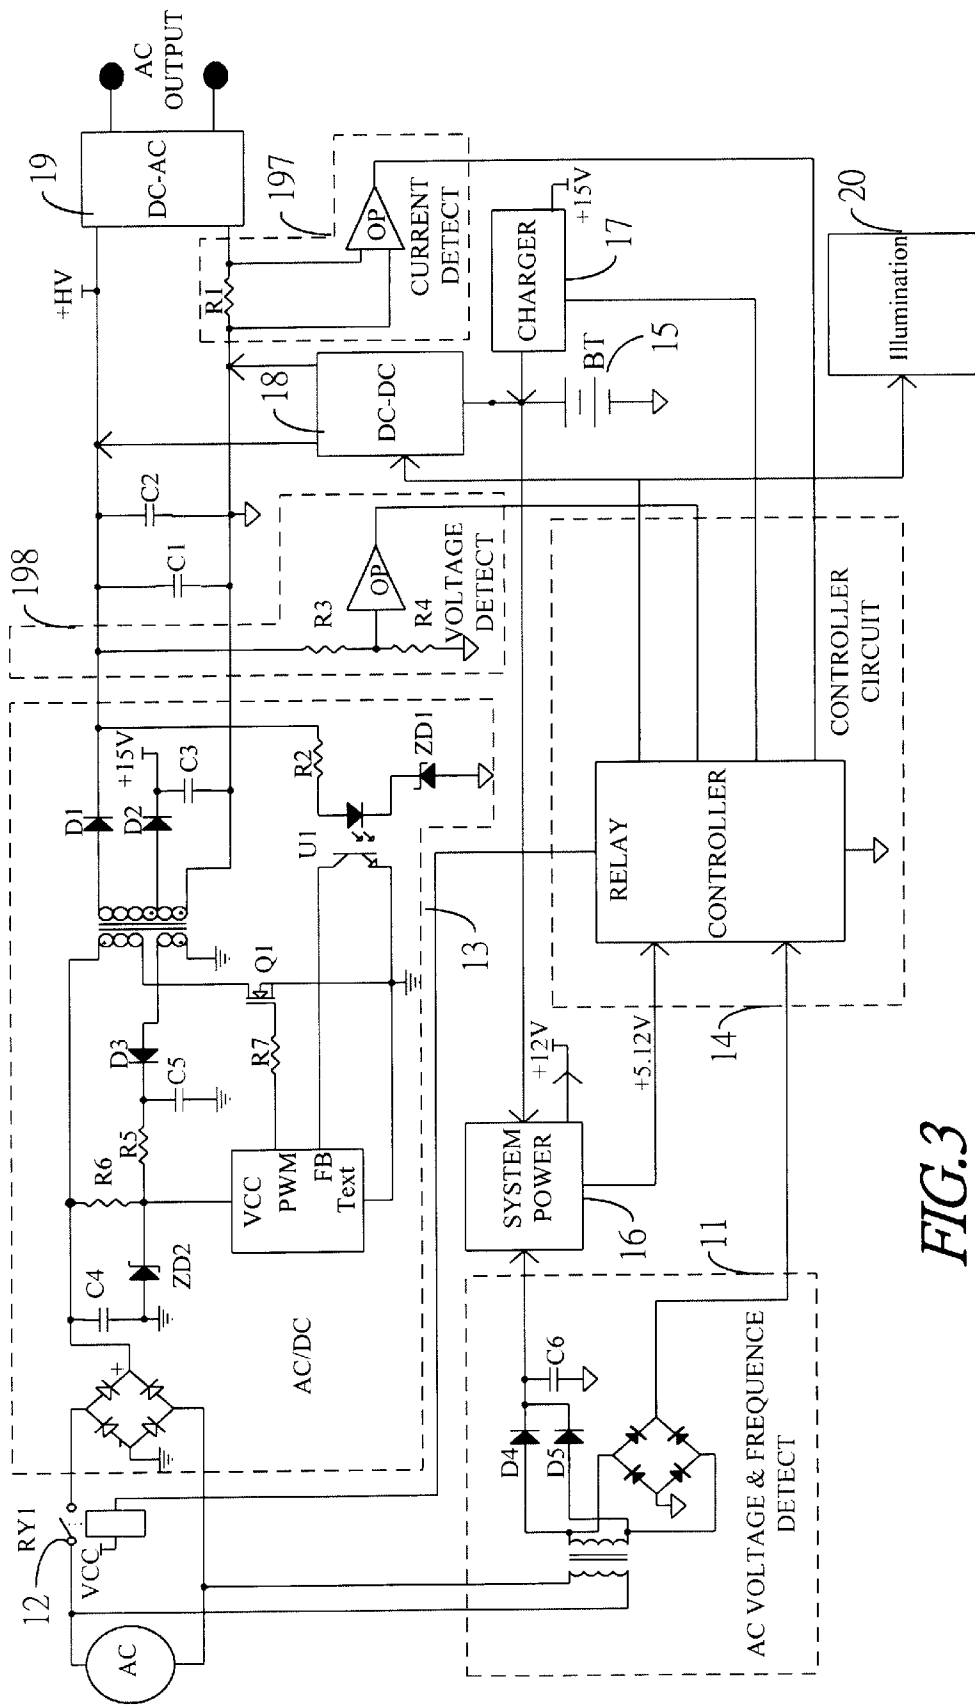 AC
12
RY1
VCC
C4
ZD2
R6
R5
D3
C5
VCC
PWM
FB
Text
R7
Q1
U1
AC/DC
13
D1
D2
+15V
C3
R2
ZD1
198
R3
R4
OP
VOLTAGE
DETECT
C1
C2
+HV
18
DC-DC
R1
OP
CURRENT
DETECT
197
19
DC-AC
AC
OUTPUT
CHARGER
17
+15V
BT
15
20
Illumination
SYSTEM
POWER
16
+12V
+5.12V
RELAY
CONTROLLER
CONTROLLER
CIRCUIT
14
11
D4
D5
C6
AC VOLTAGE & FREQUENCE
DETECT
+
-
FIG.3